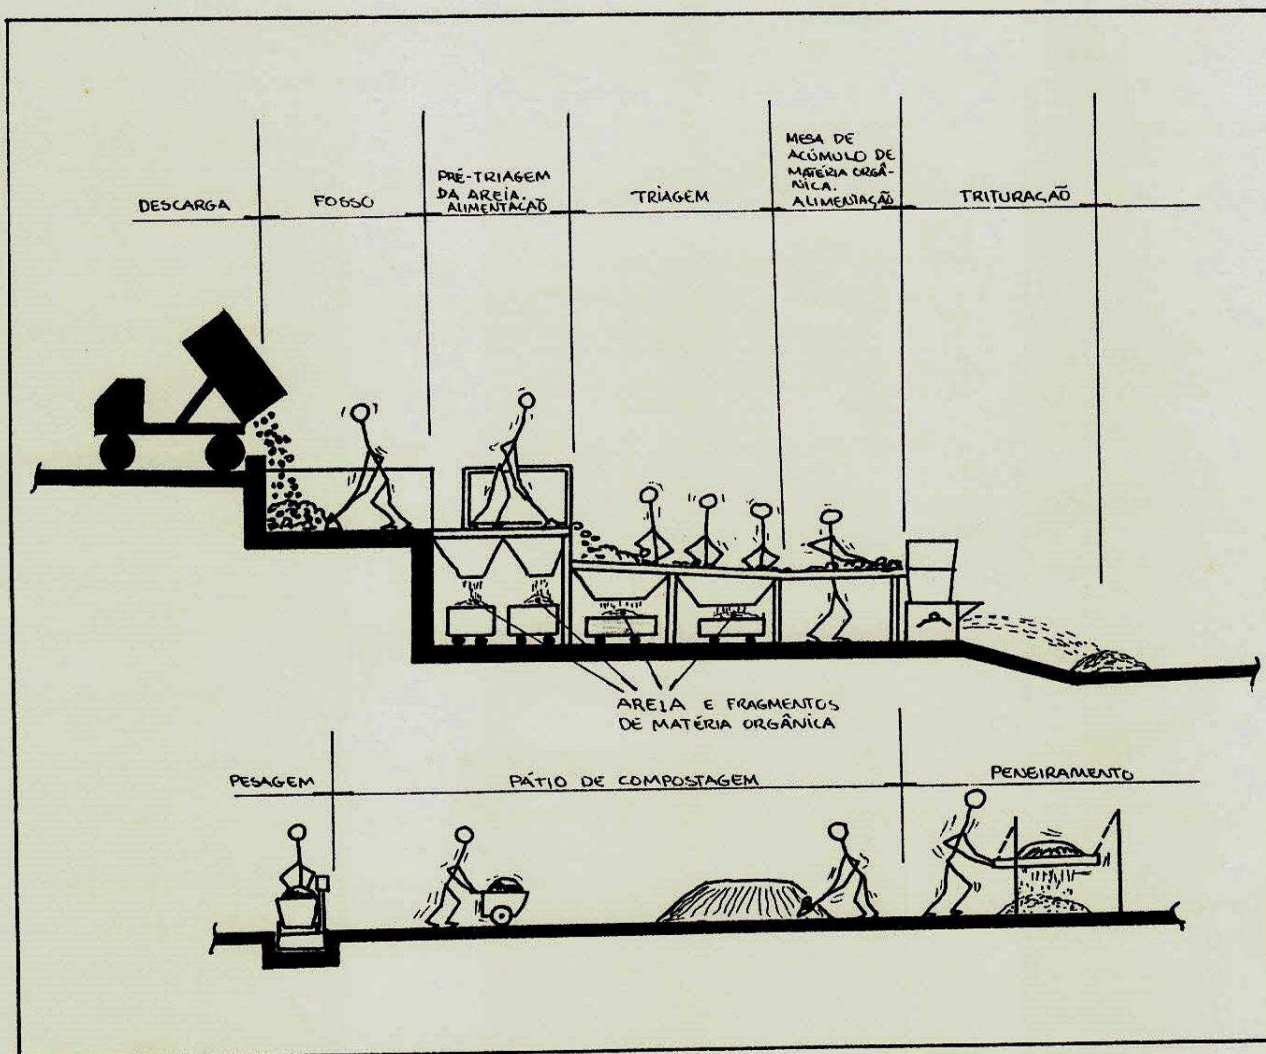 DESCARGA
FOSSO
PRÉ-TRIAGEM
DA AREIA.
ALIMENTAÇÃO
TRIAGEM
MESA DE
ACÚMULO DE
MATÉRIA ORGÂ-
NICA.
ALIMENTAÇÃO
TRITURAÇÃO
AREIA E FRAGMENTOS
DE MATÉRIA ORGÂNICA
PESAGEM
PÁTIO DE COMPOSTAGEM
PENEIRAMENTO